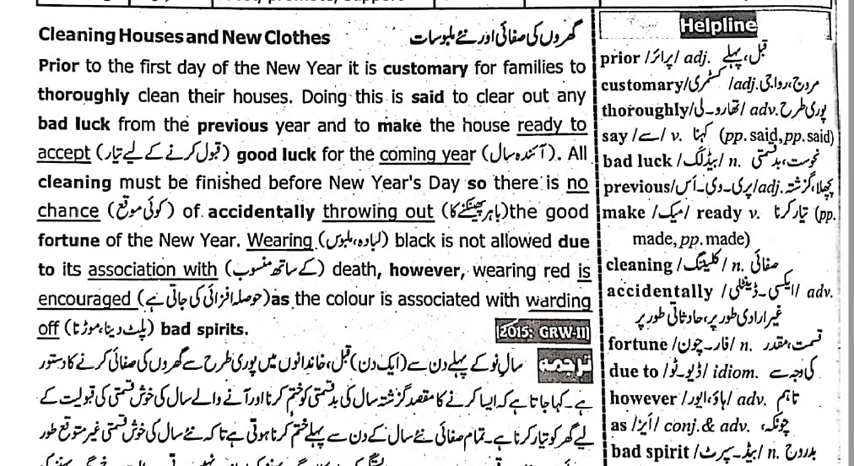 Cleaning Houses and New Clothes گھروں کی صفائی اور نئے ملبوسات
Prior to the first day of the New Year it is customary for families to
thoroughly clean their houses. Doing this is said to clear out any
bad luck from the previous year and to make the house ready to
accept (قبول کرنے کے لیے تیار) good luck for the coming year (آئندہ سال). All
cleaning must be finished before New Year's Day so there is no
chance (کوئی موقع) of accidentally throwing out (باہر پھینکنے کا) the good
fortune of the New Year. Wearing (لبادہ، ملبوس) black is not allowed due
to its association with (کے ساتھ منسوب) death, however, wearing red is
encouraged (حوصلہ افزائی کی جاتی ہے) as the colour is associated with warding
off (پلٹ دینا، موڑنا) bad spirits. 2015: GRW-II
ترجمہ سالِ نو کے پہلے دن سے (ایک دن) قبل، خاندانوں میں پوری طرح سے گھروں کی صفائی کرنے کا دستور
ہے۔ کہا جاتا ہے کہ ایسا کرنے کا مقصد گزشتہ سال کی بدقسمتی کو ختم کرنا اور آنے والے سال کی خوش قسمتی کی قبولیت کے
لیے گھر کو تیار کرنا ہے۔ تمام صفائی نئے سال کے دن سے پہلے ختم کرنا ہوتی ہے تاکہ نئے سال کی خوش قسمتی غیر متوقع طور
Helpline
prior /پرائر/ adj. قبل، پہلے
customary /کسٹمری/ adj. مروج، رواجی
thoroughly /تھارو۔لی/ adv. پوری طرح
say /سے/ v. کہنا (pp. said, pp. said)
bad luck /بیڈ لک/ n. نحوست، بدقسمتی
previous /پری۔وی۔أس/ adj. پچھلا، گزشتہ
make /میک/ ready v. تیار کرنا (pp.
made, pp. made)
cleaning /کلیننگ/ n. صفائی
accidentally /ایکسی۔ڈینٹلی/ adv.
غیر ارادی طور پر، حادثاتی طور پر
fortune /فار۔چون/ n. قسمت، مقدر
due to /ڈیو۔ٹو/ idiom. کی وجہ سے
however /ہاؤ۔ایور/ adv. تاہم
as /أیز/ conj. & adv. چونکہ،
bad spirit /بیڈ۔سپرٹ/ n. بدروح